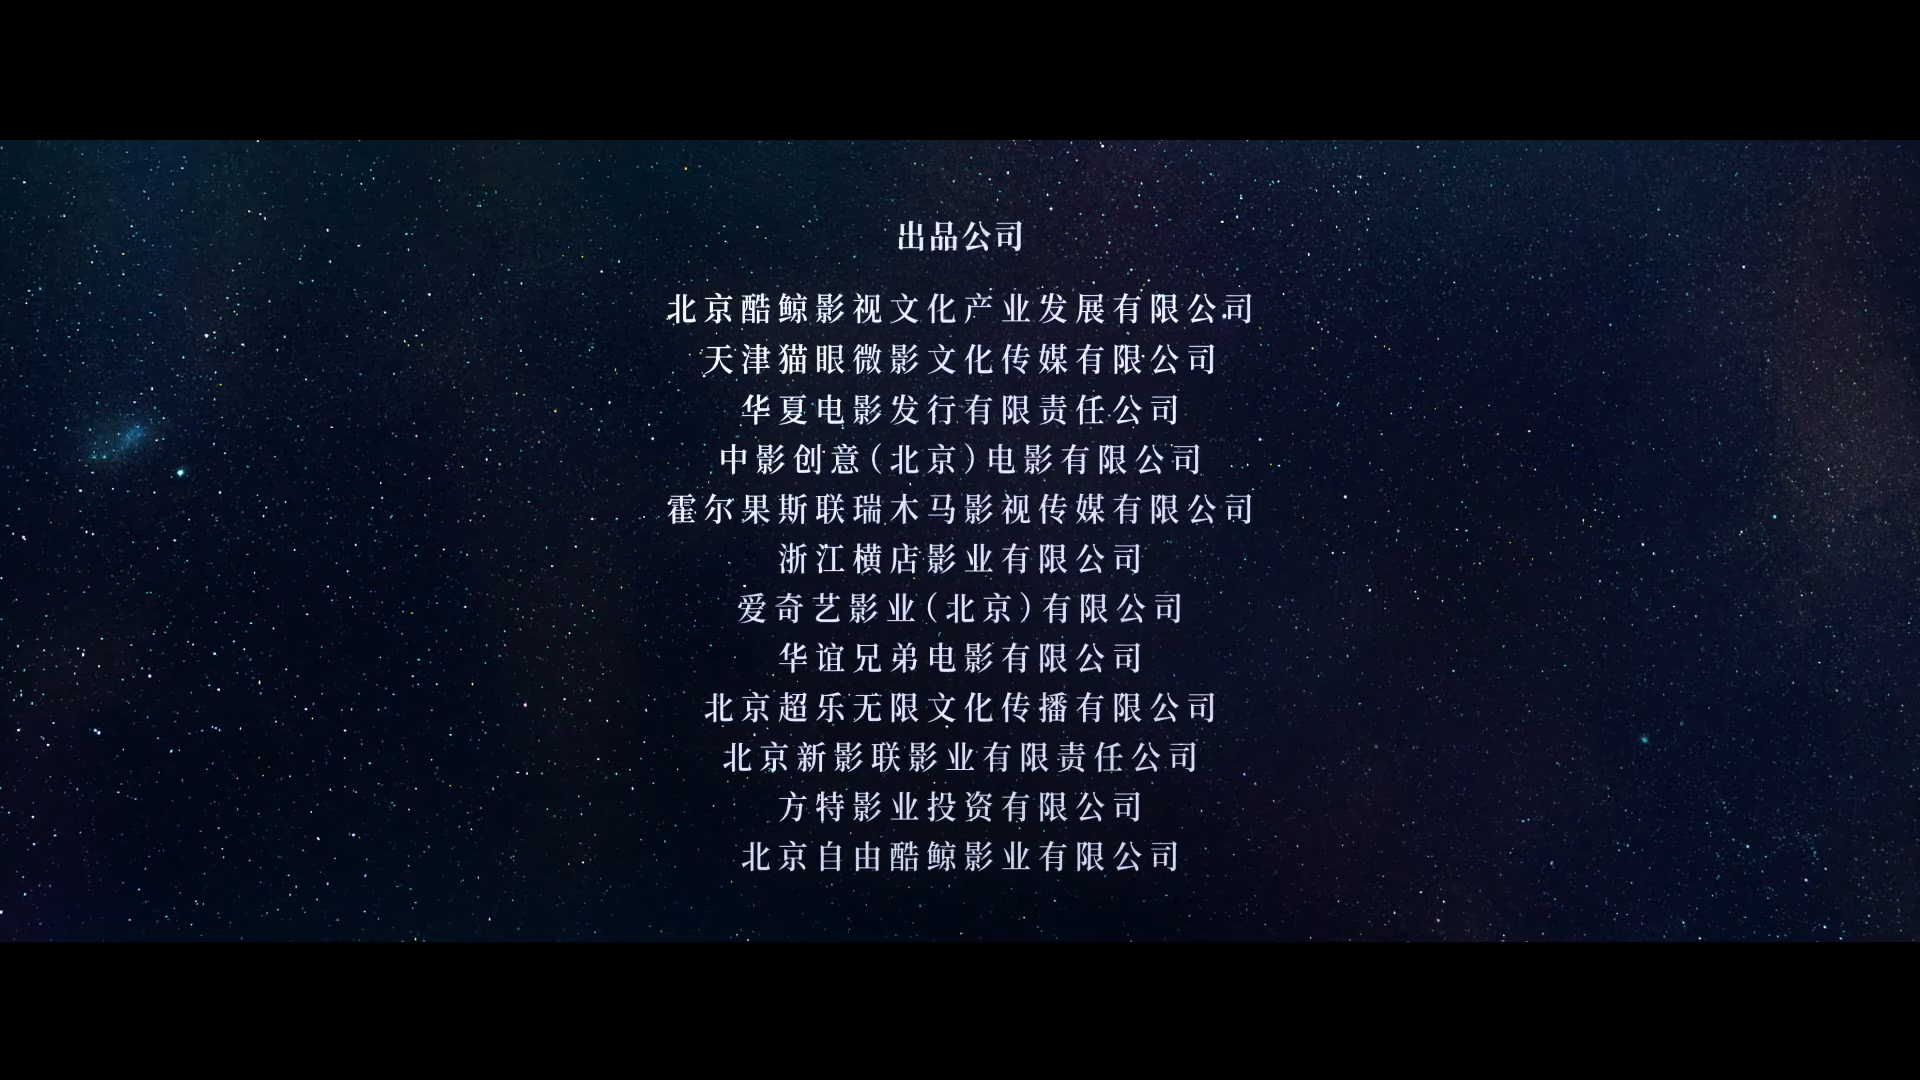 出品公司
北京酷鲸影视文化产业发展有限公司
天津猫眼微影文化传媒有限公司
华夏电影发行有限责任公司
中影创意(北京)电影有限公司
霍尔果斯联瑞木马影视传媒有限公司
浙江横店影业有限公司
爱奇艺影业(北京)有限公司
华谊兄弟电影有限公司
北京超乐无限文化传播有限公司
北京新影联影业有限责任公司
方特影业投资有限公司
北京自由酷鲸影业有限公司